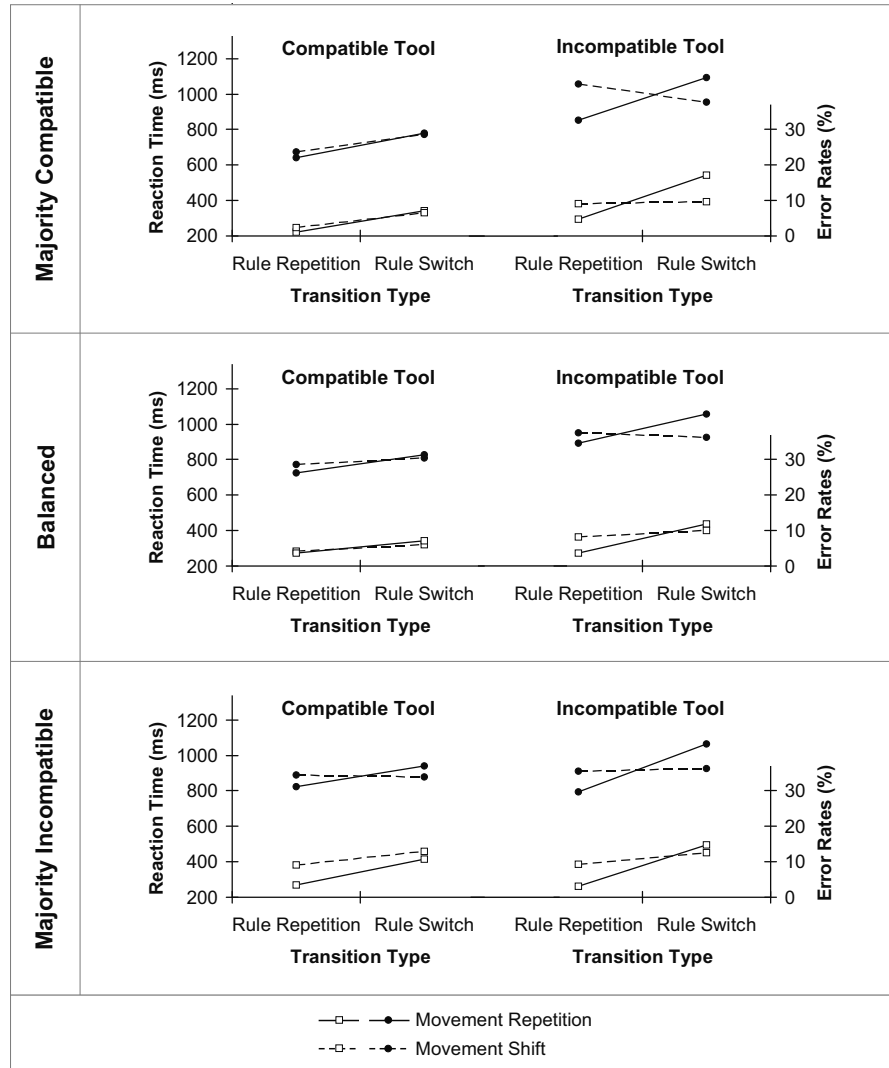 Majority Compatible
Compatible Tool
Incompatible Tool
Reaction Time (ms)
1200
1000
800
600
400
200
Error Rates (%)
30
20
10
0
Rule Repetition Rule Switch
Rule Repetition Rule Switch
Transition Type
Transition Type
Balanced
Compatible Tool
Incompatible Tool
Reaction Time (ms)
1200
1000
800
600
400
200
Error Rates (%)
30
20
10
0
Rule Repetition Rule Switch
Rule Repetition Rule Switch
Transition Type
Transition Type
Majority Incompatible
Compatible Tool
Incompatible Tool
Reaction Time (ms)
1200
1000
800
600
400
200
Error Rates (%)
30
20
10
0
Rule Repetition Rule Switch
Rule Repetition Rule Switch
Transition Type
Transition Type
Movement Repetition
Movement Shift